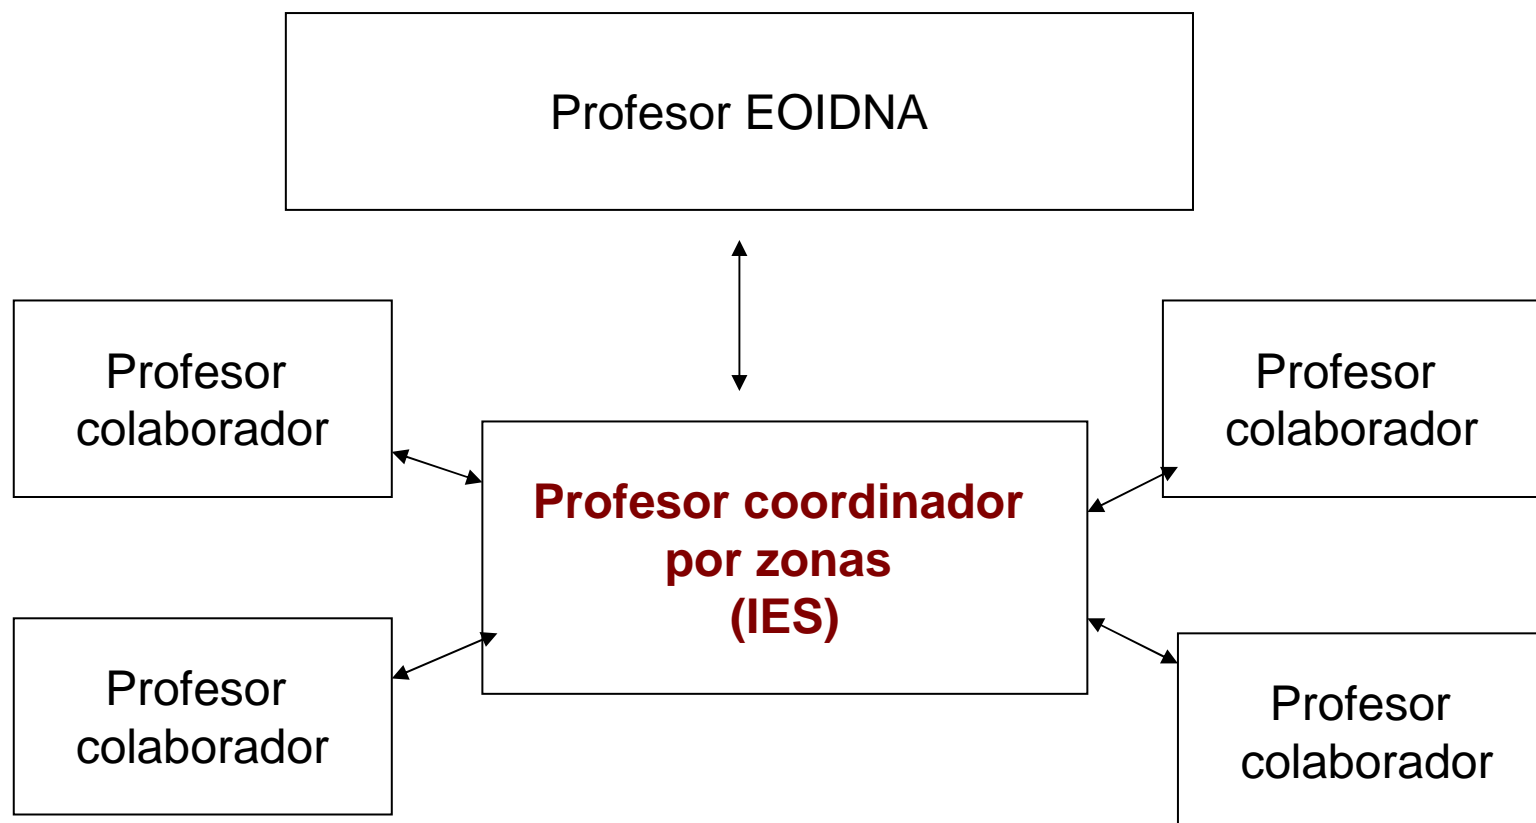 Profesor EOIDNA
Profesor
colaborador
Profesor
colaborador
Profesor coordinador
por zonas
(IES)
Profesor
colaborador
Profesor
colaborador